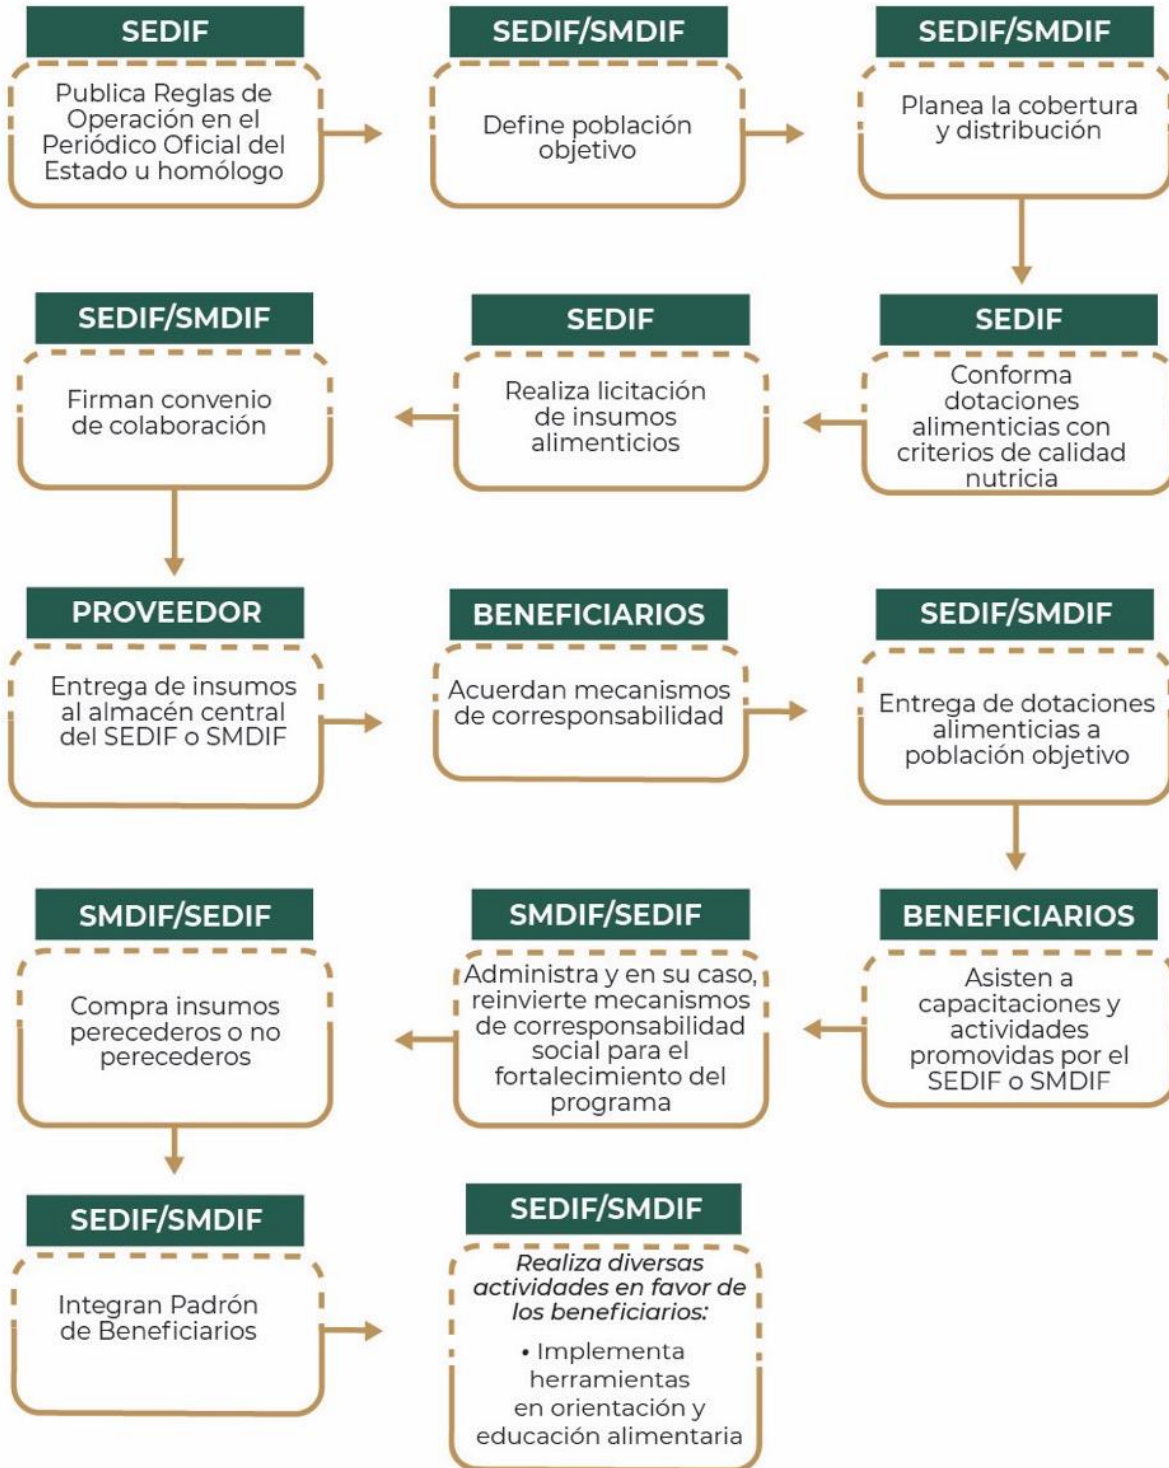 SEDIF
Publica Reglas de
Operación en el
Periódico Oficial del
Estado u homólogo
SEDIF/SMDIF
Define población
objetivo
SEDIF/SMDIF
Planea la cobertura
y distribución
SEDIF
Conforma
dotaciones
alimenticias con
criterios de calidad
nutricia
SEDIF
Realiza licitación
de insumos
alimenticios
SEDIF/SMDIF
Firman convenio
de colaboración
PROVEEDOR
Entrega de insumos
al almacén central
del SEDIF o SMDIF
BENEFICIARIOS
Acuerdan mecanismos
de corresponsabilidad
SEDIF/SMDIF
Entrega de dotaciones
alimenticias a
población objetivo
BENEFICIARIOS
Asisten a
capacitaciones y
actividades
promovidas por el
SEDIF o SMDIF
SMDIF/SEDIF
Administra y en su caso,
reinvierte mecanismos
de corresponsabilidad
social para el
fortalecimiento del
programa
SMDIF/SEDIF
Compra insumos
perecederos o no
perecederos
SEDIF/SMDIF
Integran Padrón
de Beneficiarios
SEDIF/SMDIF
Realiza diversas
actividades en favor de
los beneficiarios:
• Implementa
herramientas
en orientación y
educación alimentaria